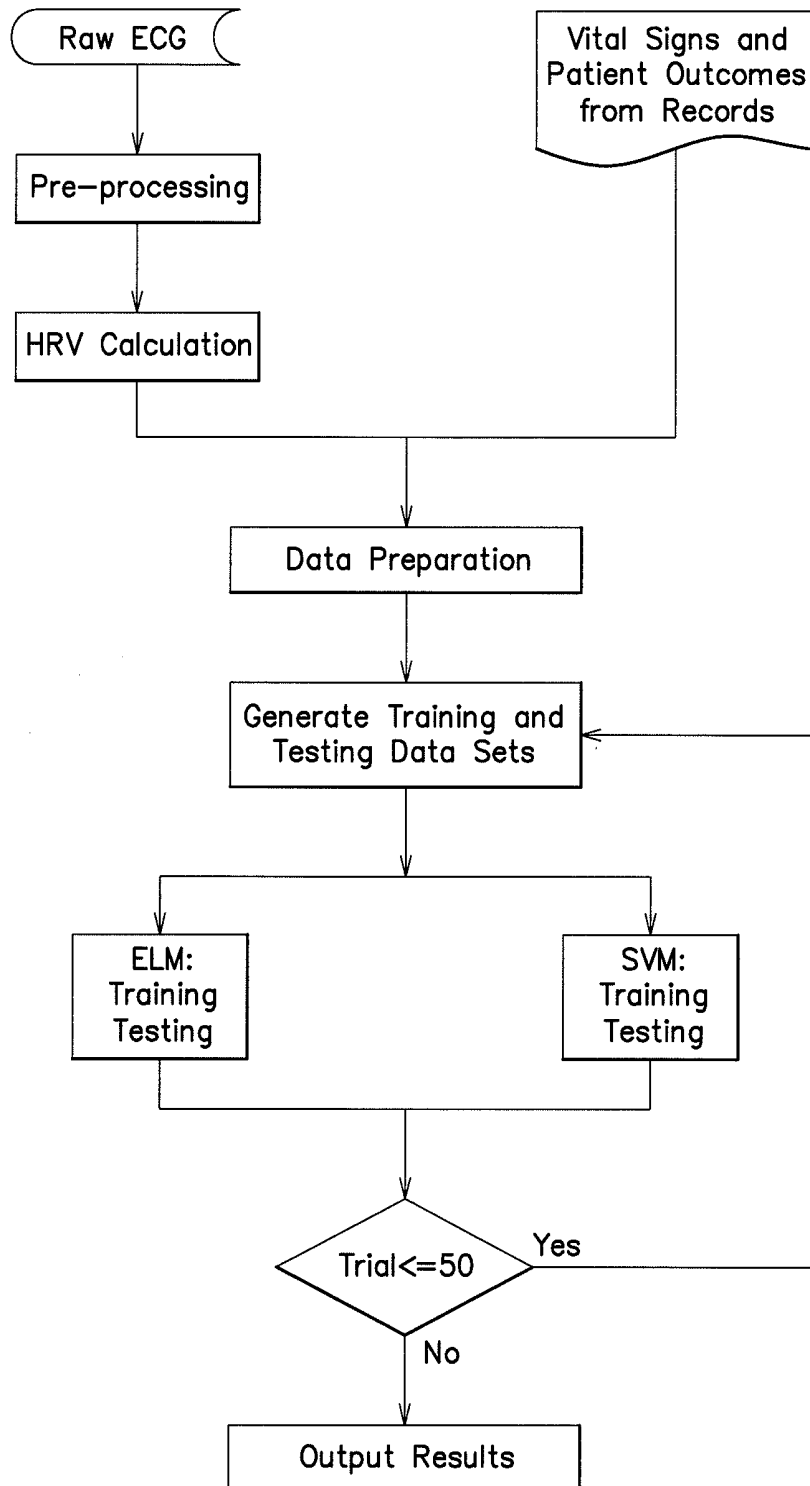 Raw ECG
Vital Signs and
Patient Outcomes
from Records
Pre-processing
HRV Calculation
Data Preparation
Generate Training and
Testing Data Sets
ELM:
Training
Testing
SVM:
Training
Testing
Trial<=50
Yes
No
Output Results